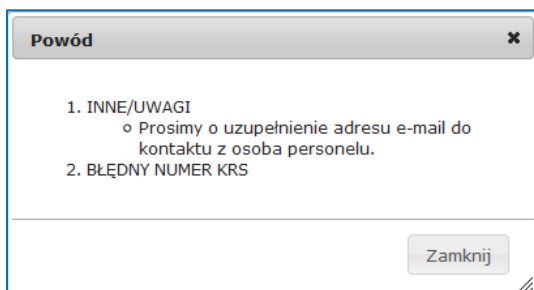 Powód
1. INNE/UWAGI
Prosimy o uzupełnienie adresu e-mail do
kontaktu z osoba personelu.
2. BŁĘDNY NUMER KRS
Zamknij